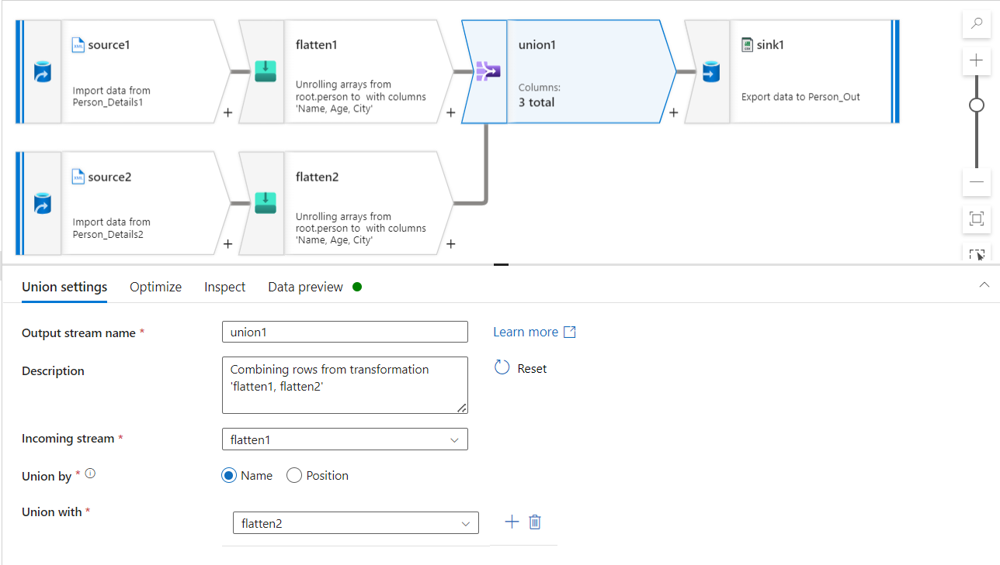 source1
Import data from
Person_Details1
+
flatten1
Unrolling arrays from
root.person to  with columns
'Name, Age, City'
+
union1
Columns:
3 total
+
sink1
Export data to Person_Out
source2
Import data from
Person_Details2
+
flatten2
Unrolling arrays from
root.person to  with columns
'Name, Age, City'
+
Union settings
Optimize
Inspect
Data preview
Output stream name *
union1
Learn more
Description
Combining rows from transformation
'flatten1, flatten2'
Reset
Incoming stream *
flatten1
Union by *
Name
Position
Union with *
flatten2